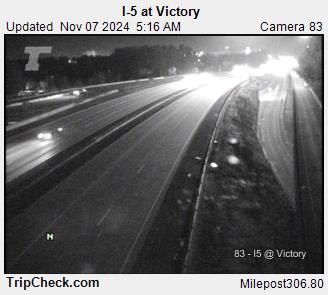 I-5 at Victory
Updated Nov 07 2024 5:16 AM Camera 83
T
N
83 - I5 @ Victory
TripCheck.com Milepost306.80